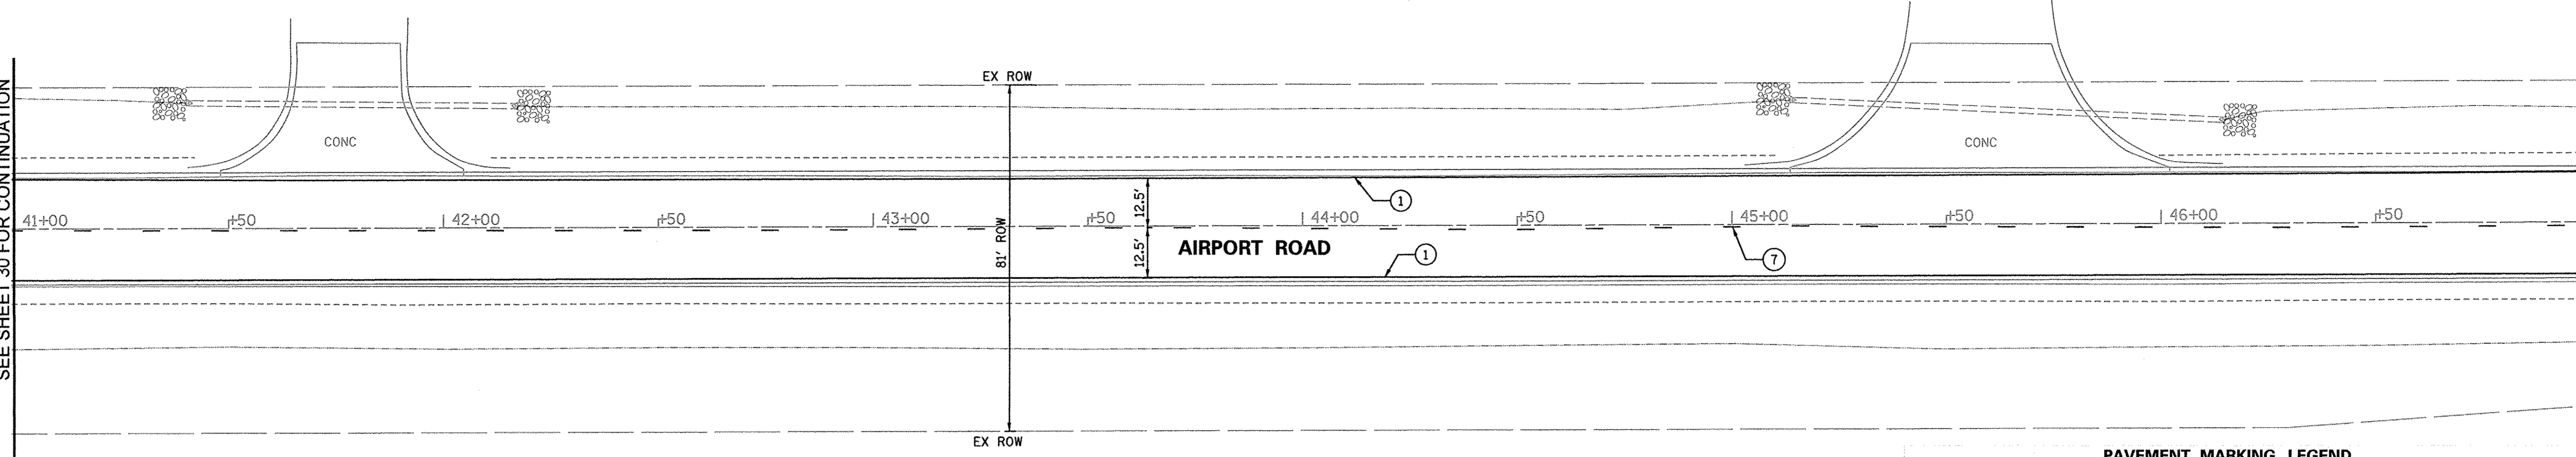 SEE SHEET 30 FOR CONTINUATION
EX ROW
CONC
CONC
41+00
+50
42+00
+50
43+00
+50
44+00
+50
45+00
+50
46+00
+50
12.5'
12.5'
81' ROW
1
1
7
AIRPORT ROAD
EX ROW
PAVEMENT MARKING LEGEND